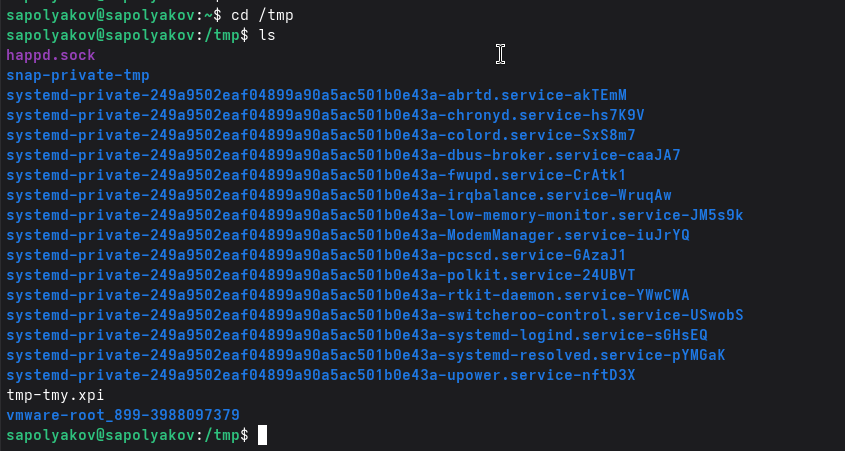 sapolyakov@sapolyakov:~$ cd /tmp
sapolyakov@sapolyakov:/tmp$ ls
happd.sock
snap-private-tmp
systemd-private-249a9502eaf04899a90a5ac501b0e43a-abrtd.service-akTEmM
systemd-private-249a9502eaf04899a90a5ac501b0e43a-chronyd.service-hs7K9V
systemd-private-249a9502eaf04899a90a5ac501b0e43a-colord.service-SxS8m7
systemd-private-249a9502eaf04899a90a5ac501b0e43a-dbus-broker.service-caaJA7
systemd-private-249a9502eaf04899a90a5ac501b0e43a-fwupd.service-CrAtk1
systemd-private-249a9502eaf04899a90a5ac501b0e43a-irqbalance.service-WruqAw
systemd-private-249a9502eaf04899a90a5ac501b0e43a-low-memory-monitor.service-JM5s9k
systemd-private-249a9502eaf04899a90a5ac501b0e43a-ModemManager.service-iuJrYQ
systemd-private-249a9502eaf04899a90a5ac501b0e43a-pcscd.service-GAzaJ1
systemd-private-249a9502eaf04899a90a5ac501b0e43a-polkit.service-24UBVT
systemd-private-249a9502eaf04899a90a5ac501b0e43a-rtkit-daemon.service-YWwCWA
systemd-private-249a9502eaf04899a90a5ac501b0e43a-switcheroo-control.service-USwobS
systemd-private-249a9502eaf04899a90a5ac501b0e43a-systemd-logind.service-sGHsEQ
systemd-private-249a9502eaf04899a90a5ac501b0e43a-systemd-resolved.service-pYMGaK
systemd-private-249a9502eaf04899a90a5ac501b0e43a-upower.service-nftD3X
tmp-tmy.xpi
vmware-root_899-3988097379
sapolyakov@sapolyakov:/tmp$